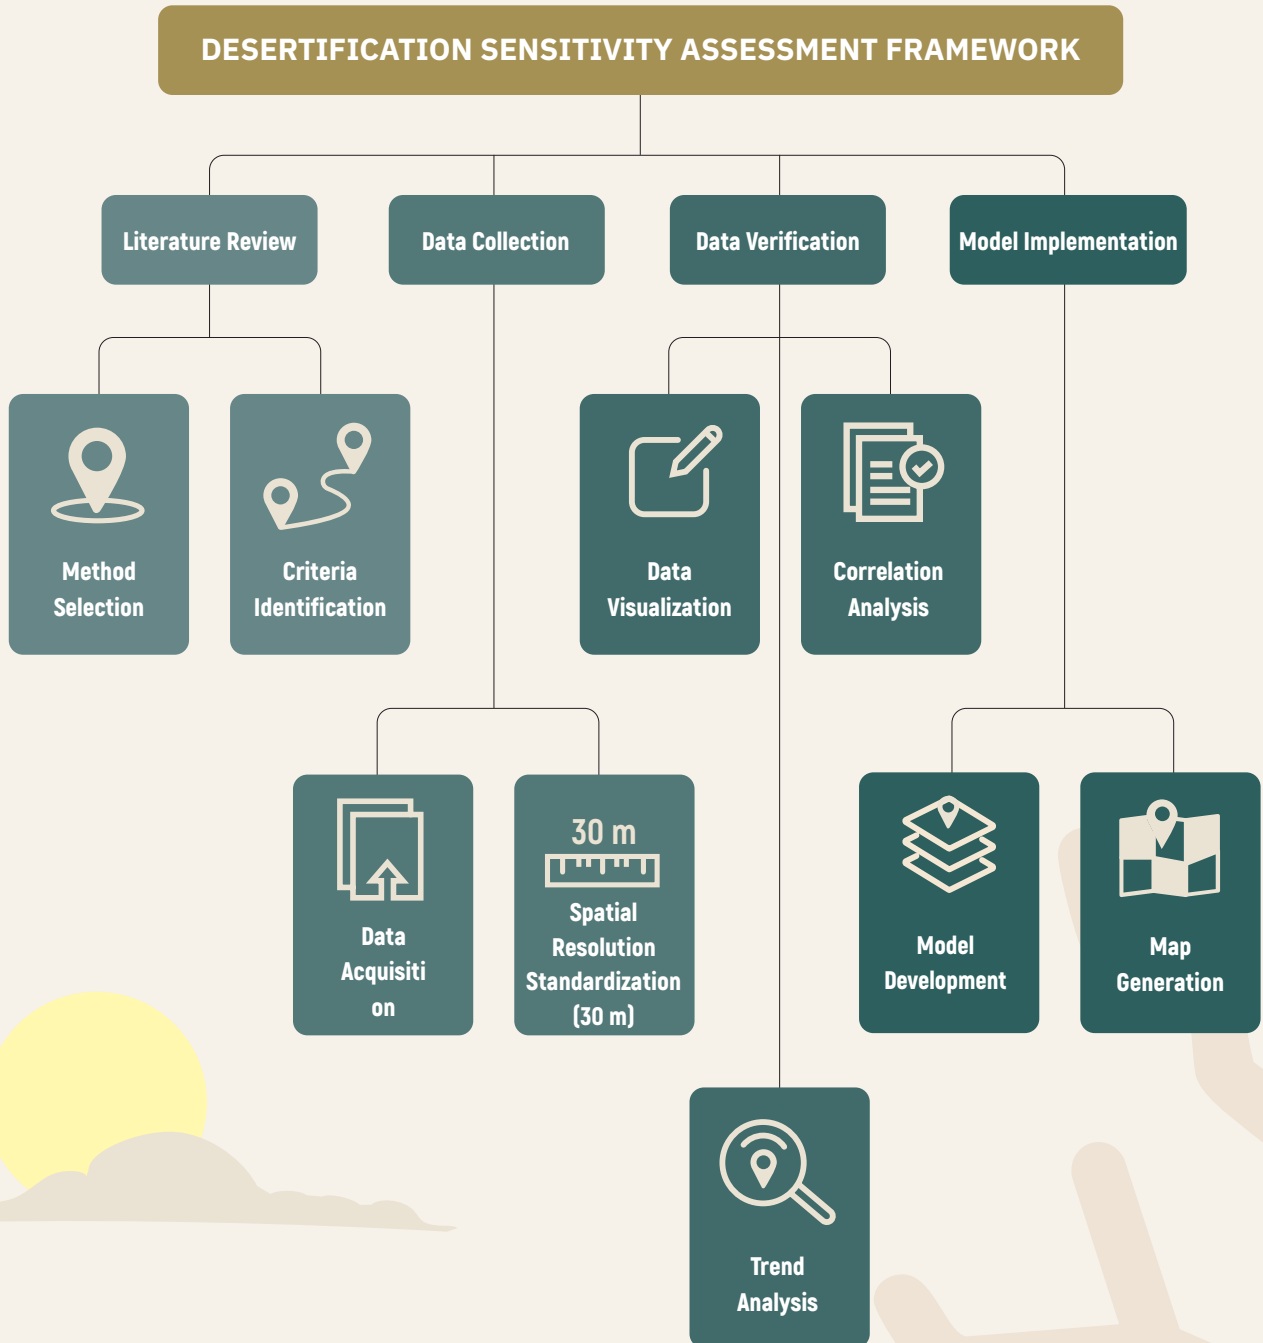 DESERTIFICATION SENSITIVITY ASSESSMENT FRAMEWORK
Literature Review
Data Collection
Data Verification
Model Implementation
Method
Selection
Criteria
Identification
Data
Visualization
Correlation
Analysis
Data
Acquisiti
on
30 m
Spatial
Resolution
Standardization
(30 m)
Model
Development
Map
Generation
Trend
Analysis